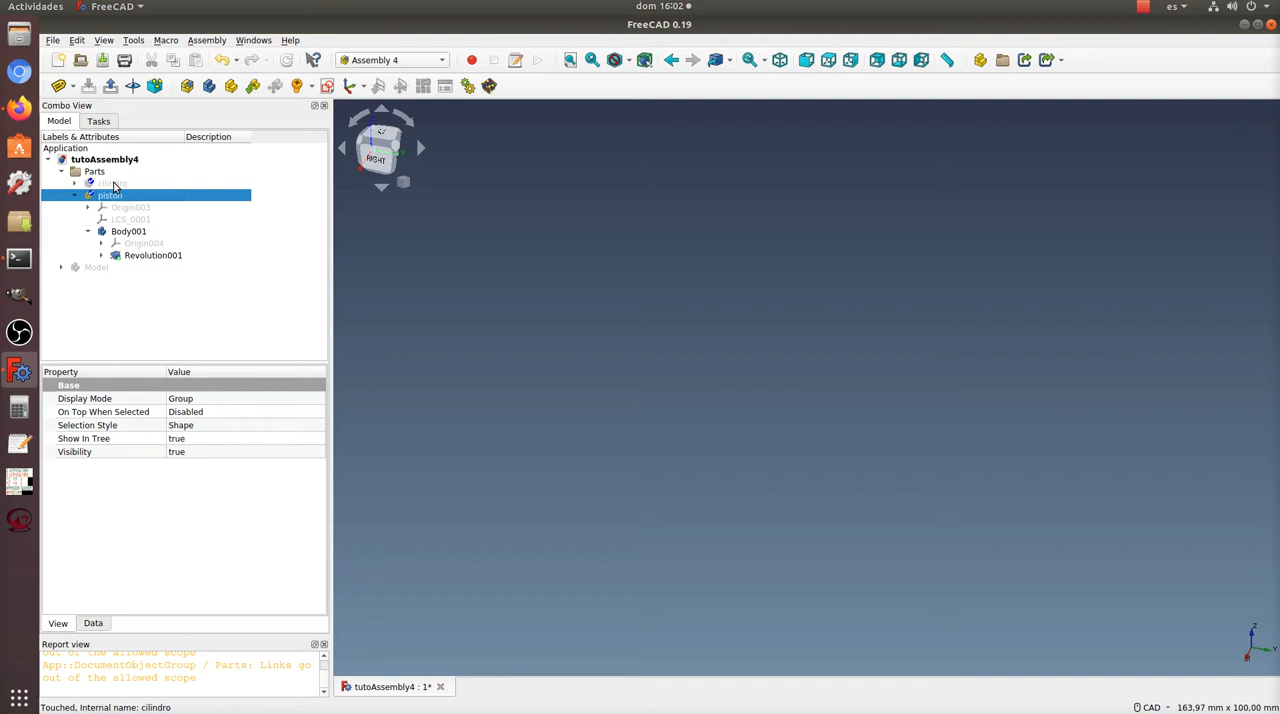 Actividades FreeCAD dom 16:02 es
FreeCAD 0.19
File Edit View Tools Macro Assembly Windows Help
Assembly 4
Combo View
Model Tasks
Labels & Attributes Description
Application
tutoAssembly4
Parts
cilindro
piston
Origin003
LCS_0001
Body001
Origin004
Revolution001
Model
RIGHT
Property Value
Base
Display Mode Group
On Top When Selected Disabled
Selection Style Shape
Show In Tree true
Visibility true
View Data
Report view
out of the allowed scope
App::DocumentObjectGroup / Parts: Links go
out of the allowed scope
Z
Y
tutoAssembly4 : 1*
Touched, Internal name: cilindro
CAD 163,97 mm x 100,00 mm